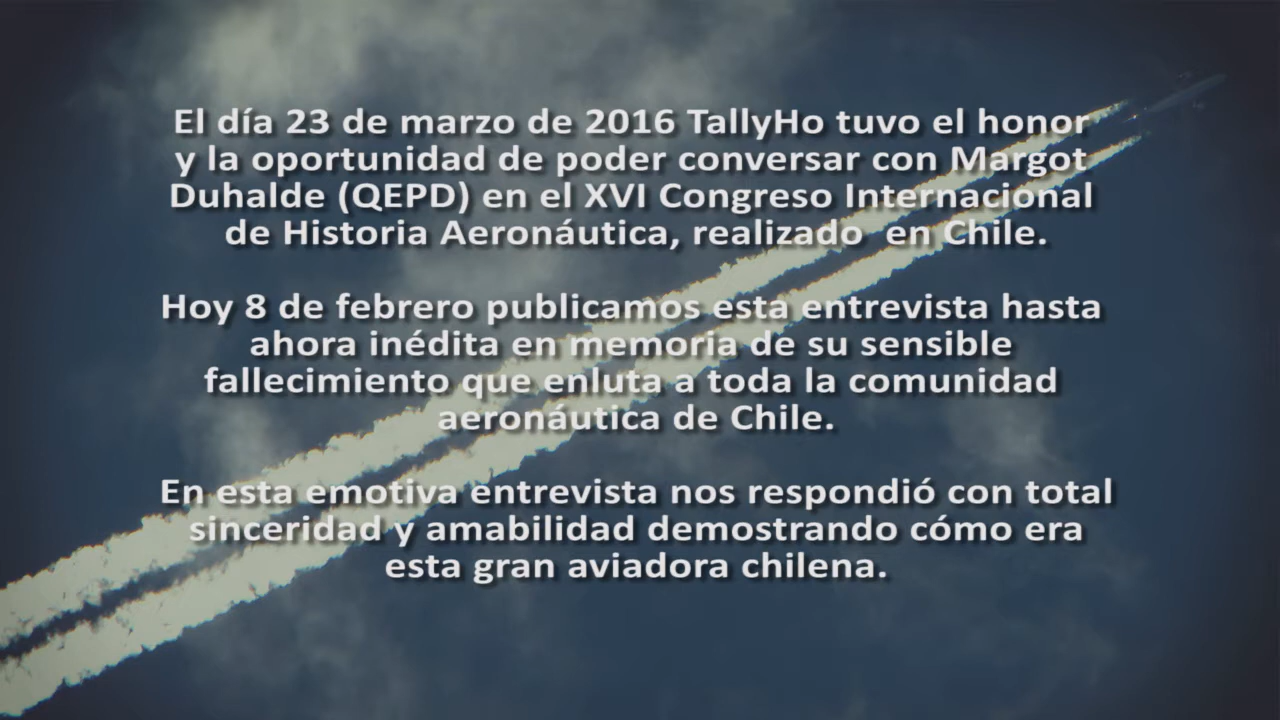 El día 23 de marzo de 2016 TallyHo tuvo el honor
y la oportunidad de poder conversar con Margot
Duhalde (QEPD) en el XVI Congreso Internacional
de Historia Aeronáutica, realizado en Chile.
Hoy 8 de febrero publicamos esta entrevista hasta
ahora inédita en memoria de su sensible
fallecimiento que enluta a toda la comunidad
aeronáutica de Chile.
En esta emotiva entrevista nos respondió con total
sinceridad y amabilidad demostrando cómo era
esta gran aviadora chilena.